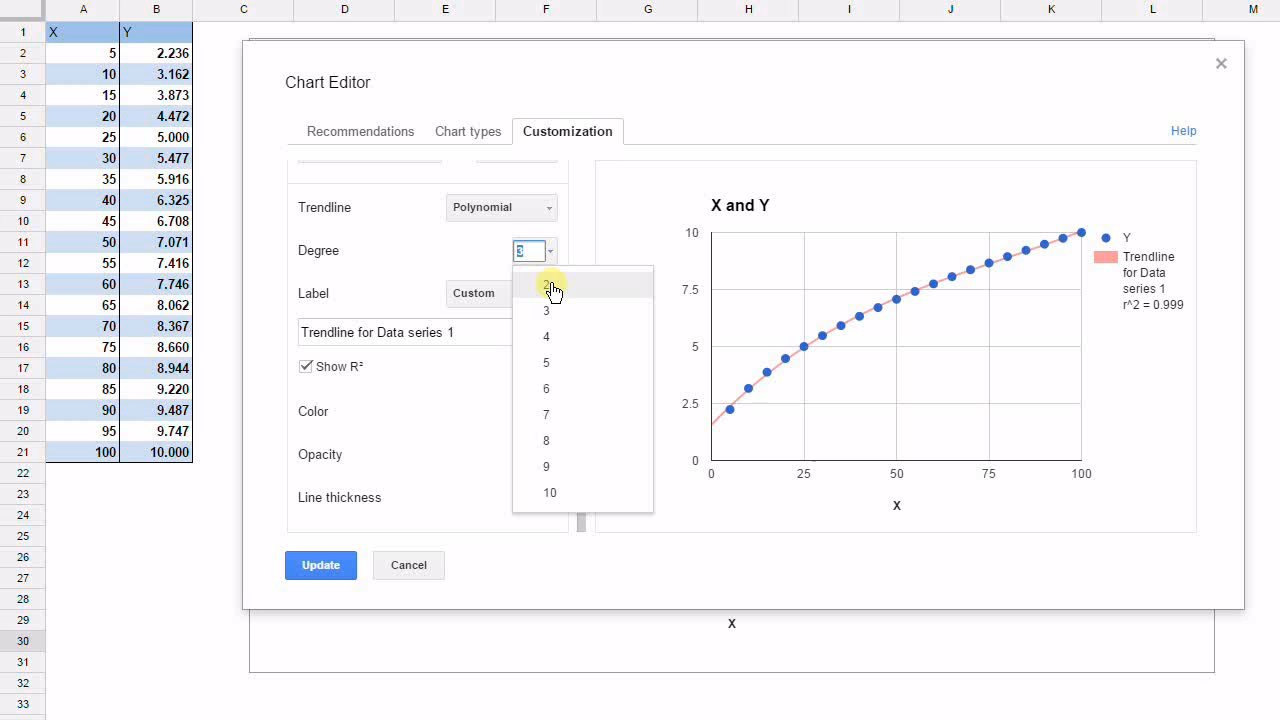 A B C D E F G H I J K L M
1 X Y
2 5 2.236
3 10 3.162
4 15 3.873
5 20 4.472
6 25 5.000
7 30 5.477
8 35 5.916
9 40 6.325
10 45 6.708
11 50 7.071
12 55 7.416
13 60 7.746
14 65 8.062
15 70 8.367
16 75 8.660
17 80 8.944
18 85 9.220
19 90 9.487
20 95 9.747
21 100 10.000
22
23
24
25
26
27
28
29
30
31
32
33
Chart Editor
×
Recommendations Chart types Customization
Help
Trendline Polynomial
Degree 3
Label Custom
Trendline for Data series 1
Show R²
Color
Opacity
Line thickness
2
3
4
5
6
7
8
9
10
X and Y
10
7.5
5
2.5
0
0 25 50 75 100
X
Y
Trendline
for Data
series 1
r^2 = 0.999
Update Cancel
X